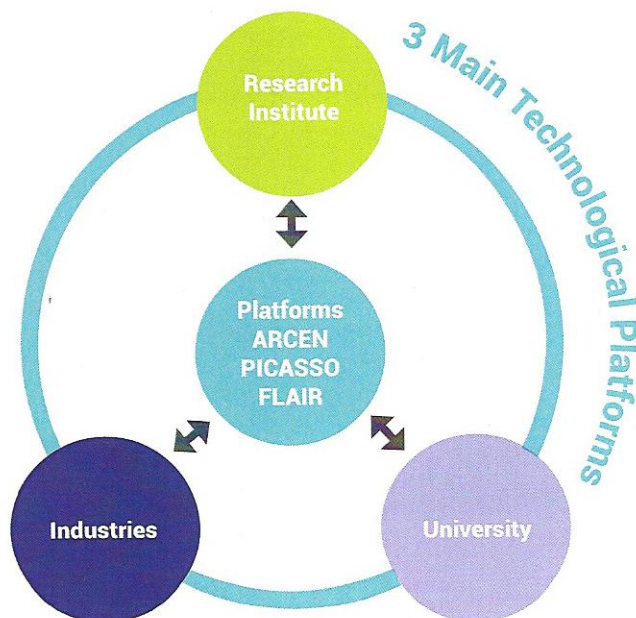 3 Main Technological Platforms
Research
Institute
Platforms
ARCEN
PICASSO
FLAIR
Industries
University